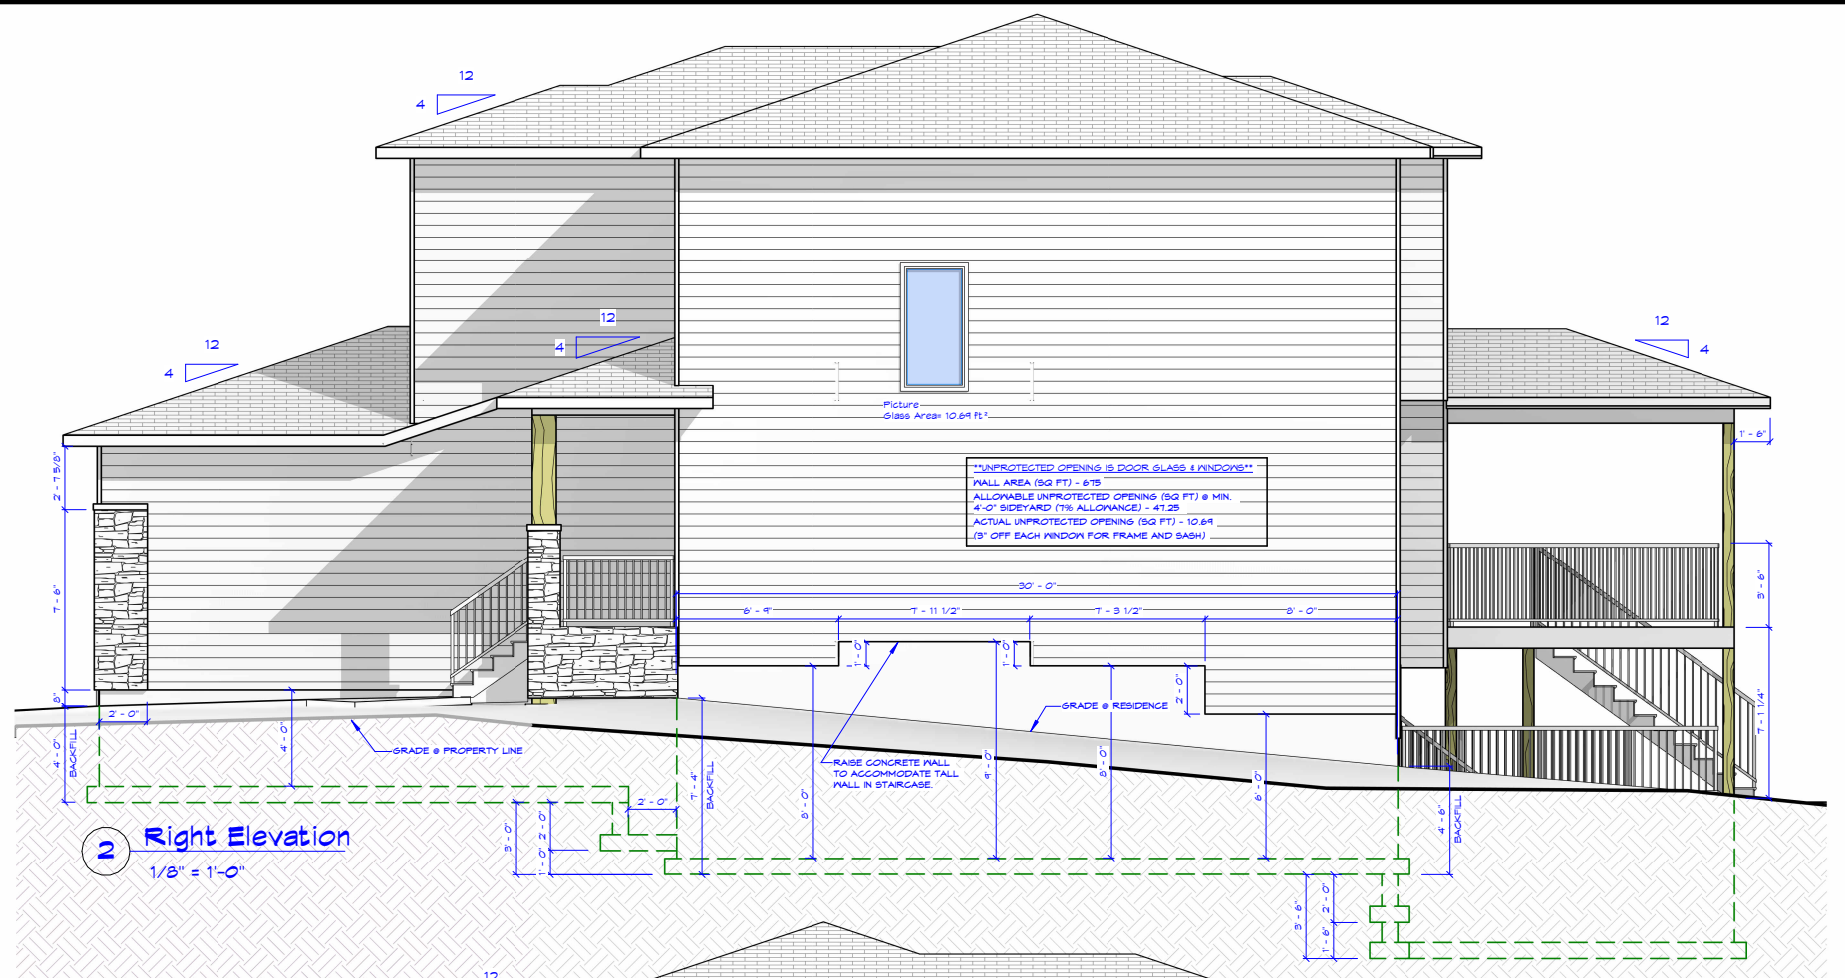 12
4
12
4
12
4
12
4
Picture
Glass Area= 10.69 ft²
**UNPROTECTED OPENING IS DOOR GLASS & WINDOWS**
WALL AREA (SQ FT) - 675
ALLOWABLE UNPROTECTED OPENING (SQ FT) @ MIN.
4'-0" SIDEYARD (7% ALLOWANCE) - 47.25
ACTUAL UNPROTECTED OPENING (SQ FT) - 10.69
(3" OFF EACH WINDOW FOR FRAME AND SASH)
1' - 6"
2' - 7 5/8"
7' - 6"
8"
2' - 0"
4' - 0"
BACKFILL
4' - 0"
30' - 0"
6' - 9"
7' - 11 1/2"
7' - 3 1/2"
8' - 0"
1' - 0"
1' - 0"
2' - 0"
3' - 6"
7' - 1 1/4"
GRADE @ RESIDENCE
GRADE @ PROPERTY LINE
RAISE CONCRETE WALL
TO ACCOMMODATE TALL
WALL IN STAIRCASE.
7' - 4"
BACKFILL
8' - 0"
9' - 0"
8' - 0"
6' - 0"
4' - 6"
BACKFILL
2' - 0"
3' - 0"
2' - 0"
1' - 0"
3' - 6"
2' - 0"
1' - 6"
2
Right Elevation
1/8" = 1'-0"
12